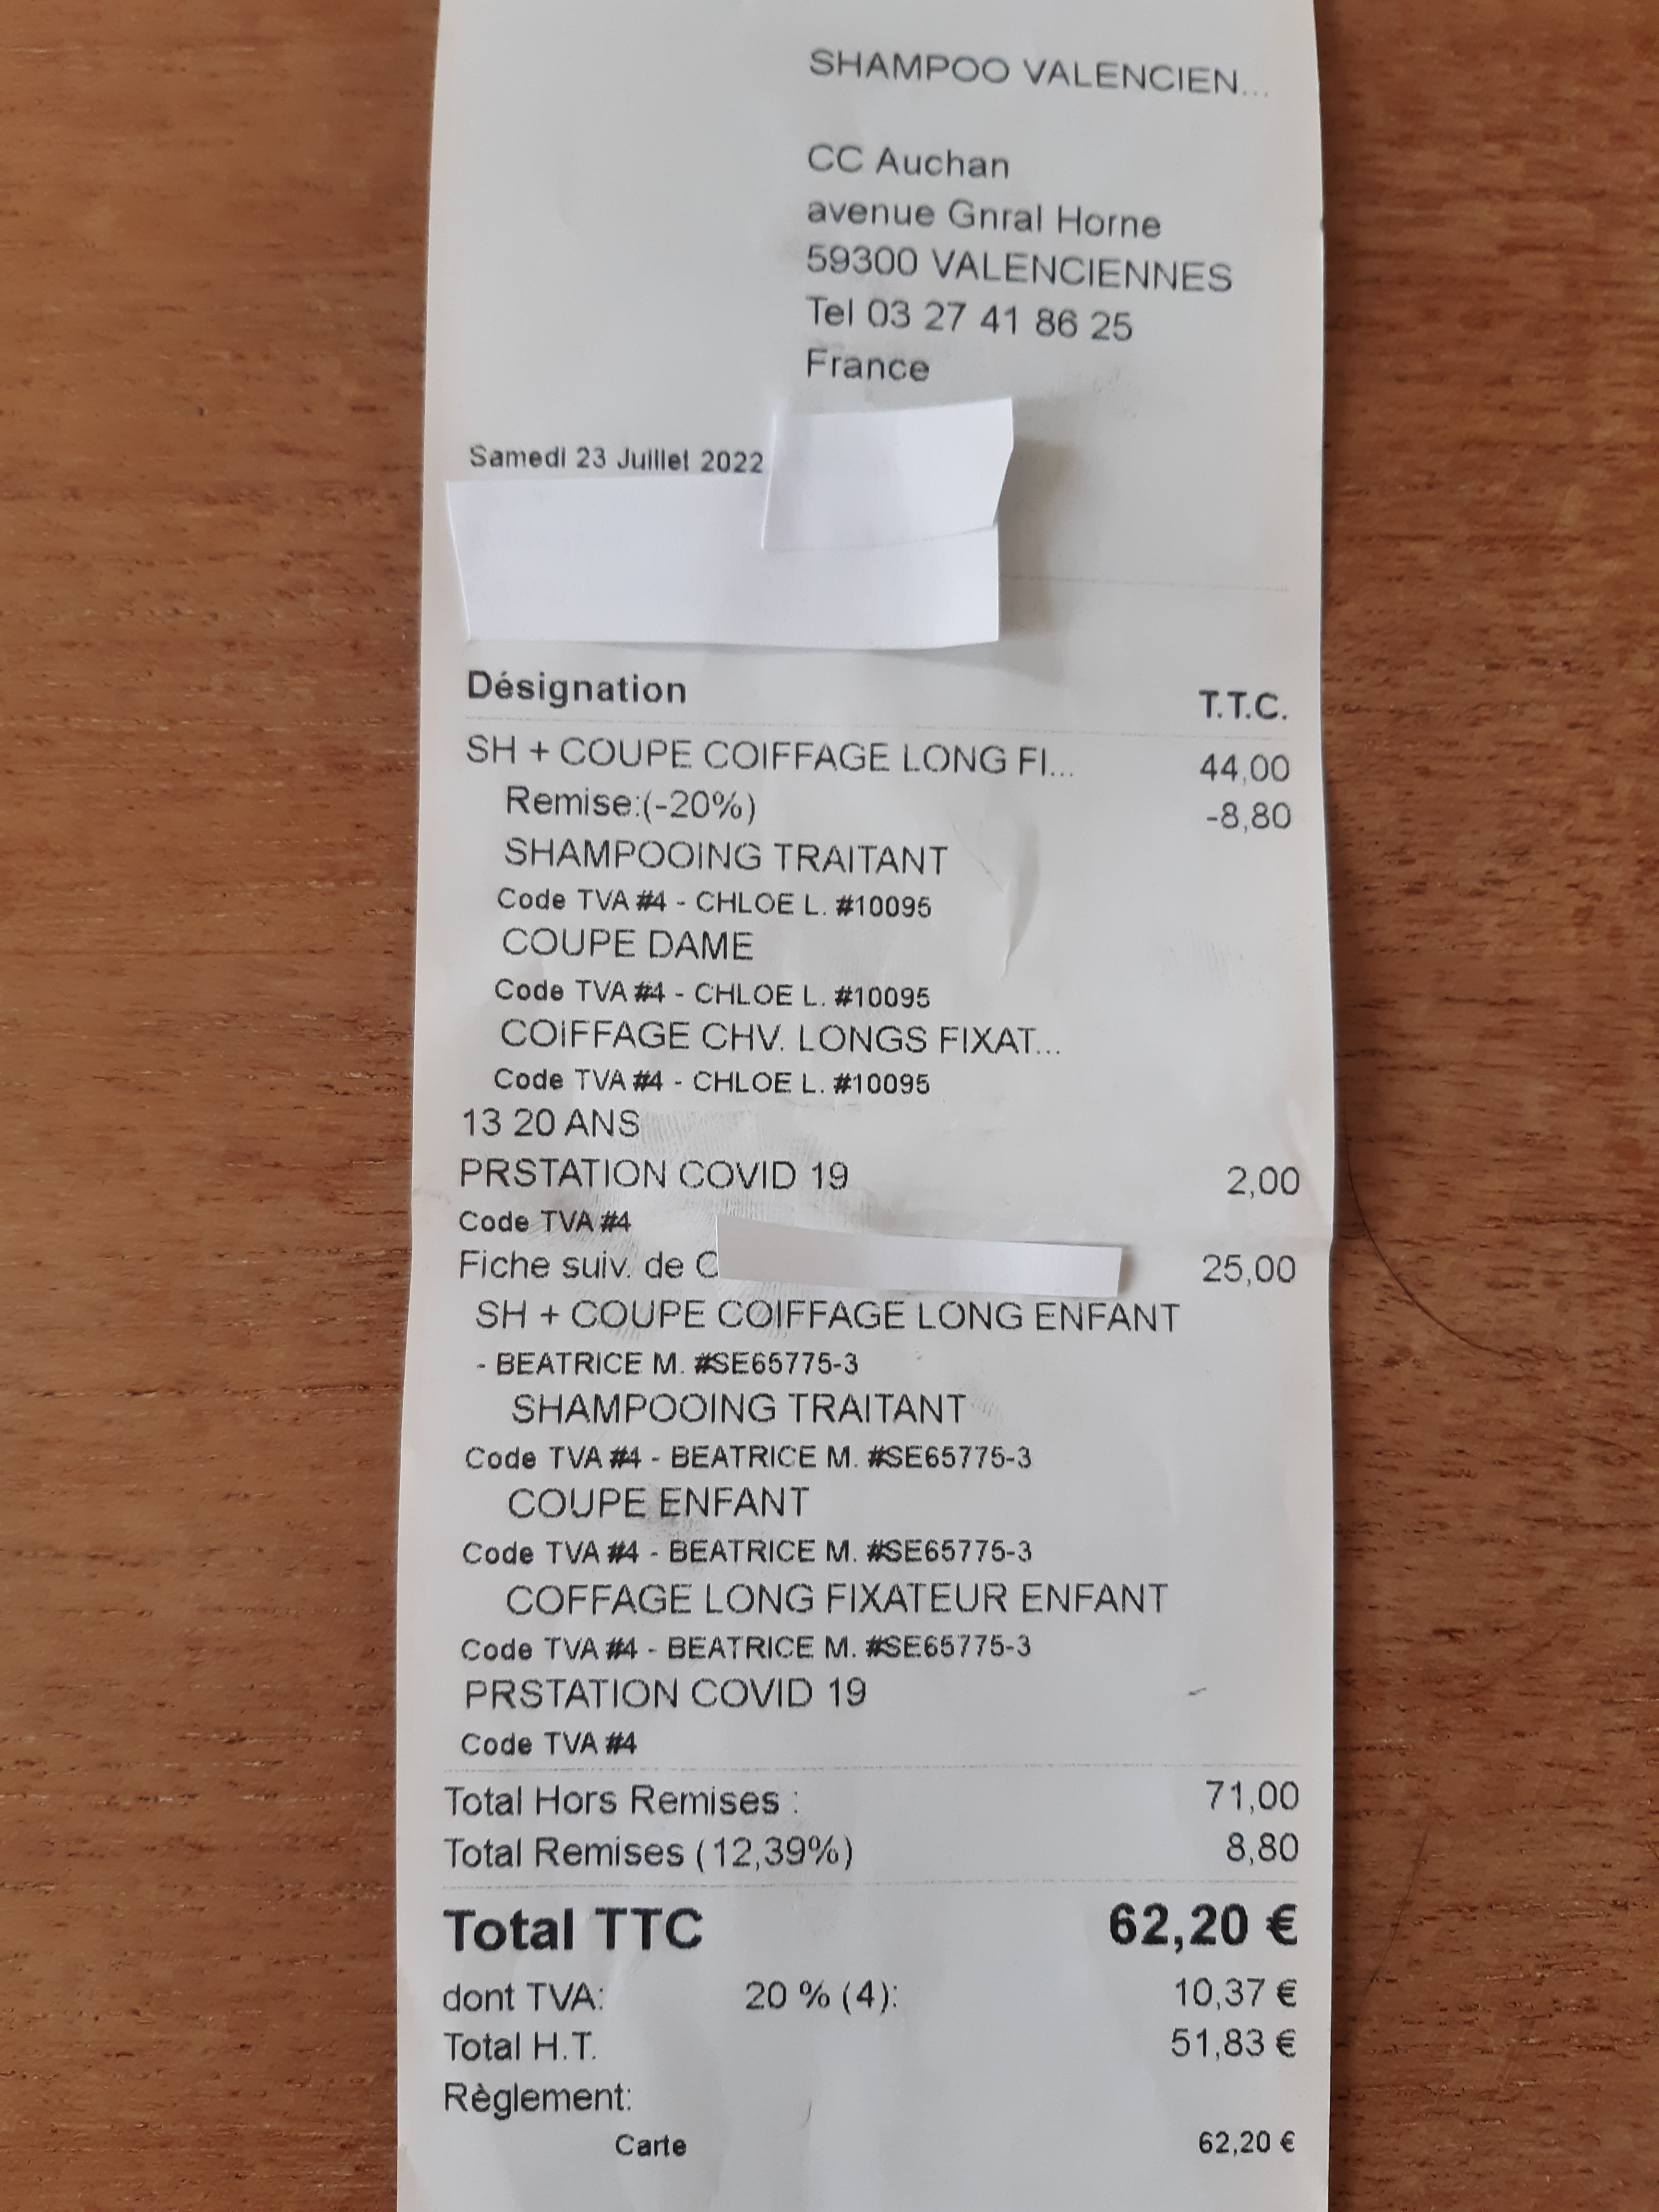 SHAMPOO VALENCIEN...
CC Auchan
avenue Gnral Horne
59300 VALENCIENNES
Tel 03 27 41 86 25
France
Samedi 23 Juillet 2022
Désignation T.T.C.
SH + COUPE COIFFAGE LONG FI... 44,00
Remise:(-20%) -8,80
SHAMPOOING TRAITANT
Code TVA #4 - CHLOE L. #10095
COUPE DAME
Code TVA #4 - CHLOE L. #10095
COIFFAGE CHV. LONGS FIXAT...
Code TVA #4 - CHLOE L. #10095
13 20 ANS
PRSTATION COVID 19 2,00
Code TVA #4
Fiche suiv. de C 25,00
SH + COUPE COIFFAGE LONG ENFANT
- BEATRICE M. #SE65775-3
SHAMPOOING TRAITANT
Code TVA #4 - BEATRICE M. #SE65775-3
COUPE ENFANT
Code TVA #4 - BEATRICE M. #SE65775-3
COFFAGE LONG FIXATEUR ENFANT
Code TVA #4 - BEATRICE M. #SE65775-3
PRSTATION COVID 19
Code TVA #4
Total Hors Remises : 71,00
Total Remises (12,39%) 8,80
Total TTC 62,20 €
dont TVA: 20 % (4): 10,37 €
Total H.T. 51,83 €
Règlement:
Carte 62,20 €